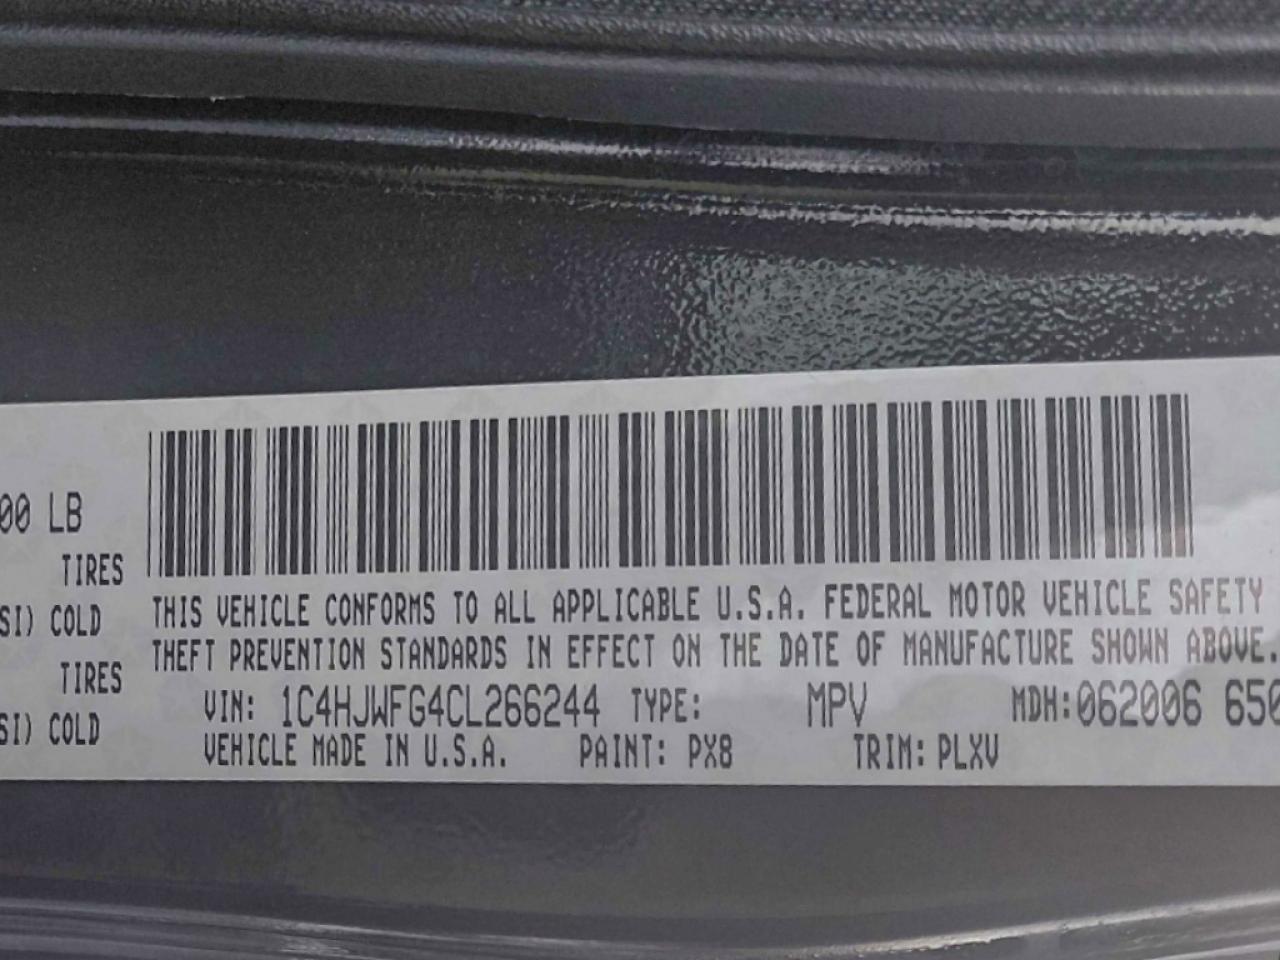 00 LB
TIRES
SI) COLD
TIRES
SI) COLD
THIS VEHICLE CONFORMS TO ALL APPLICABLE U.S.A. FEDERAL MOTOR VEHICLE SAFETY
THEFT PREVENTION STANDARDS IN EFFECT ON THE DATE OF MANUFACTURE SHOWN ABOVE.
VIN: 1C4HJWFG4CL266244 TYPE: MPV MDH:062006 650
VEHICLE MADE IN U.S.A. PAINT: PX8 TRIM: PLXV